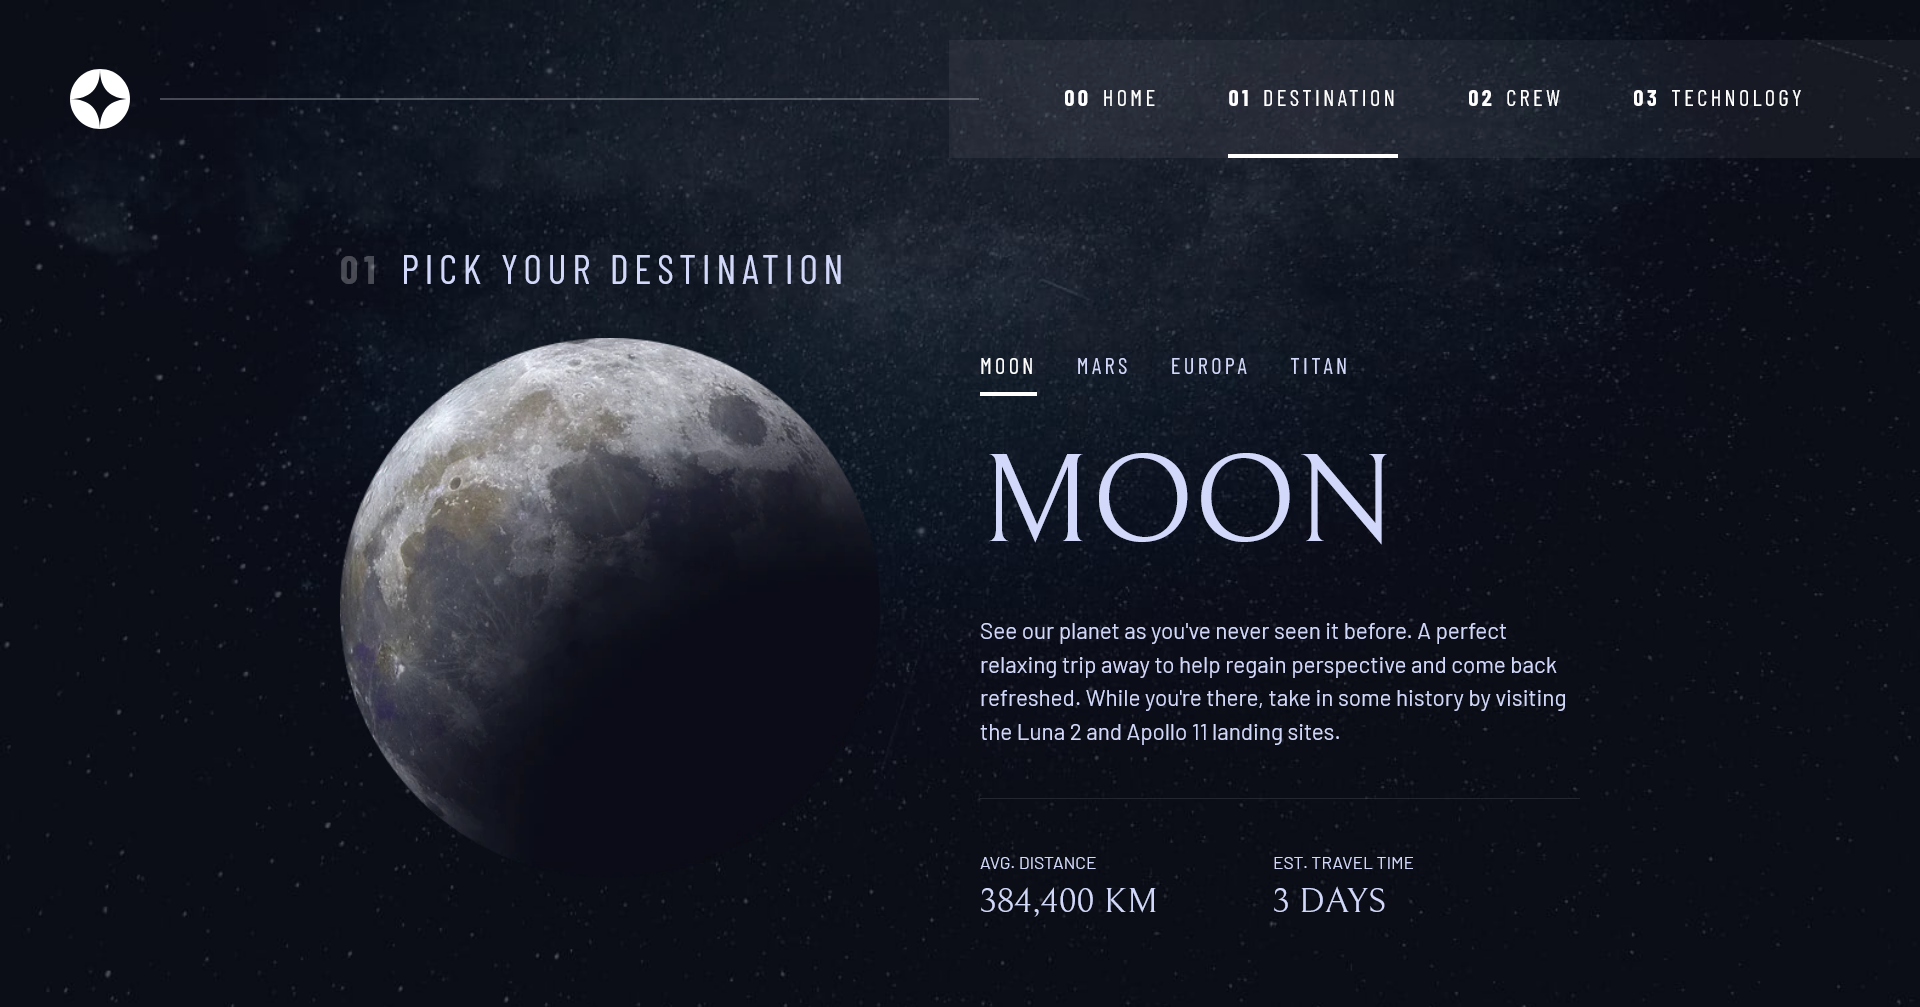 00 HOME 01 DESTINATION 02 CREW 03 TECHNOLOGY
01 PICK YOUR DESTINATION
MOON MARS EUROPA TITAN
MOON
See our planet as you've never seen it before. A perfect
relaxing trip away to help regain perspective and come back
refreshed. While you're there, take in some history by visiting
the Luna 2 and Apollo 11 landing sites.
AVG. DISTANCE
384,400 KM
EST. TRAVEL TIME
3 DAYS